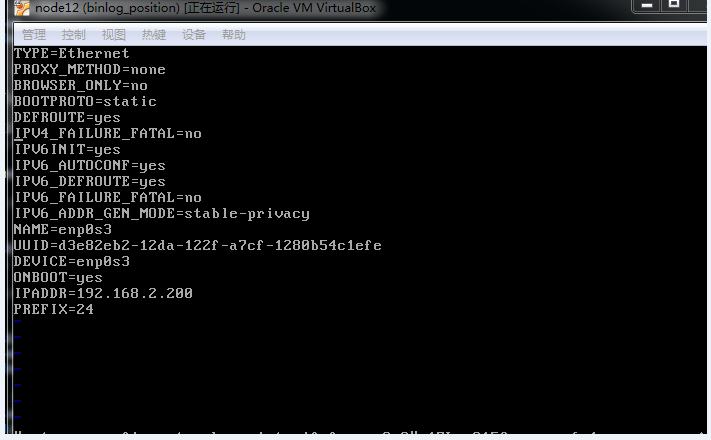 node12 (binlog_position) [正在运行] - Oracle VM VirtualBox
管理 控制 视图 热键 设备 帮助
TYPE=Ethernet
PROXY_METHOD=none
BROWSER_ONLY=no
BOOTPROTO=static
DEFROUTE=yes
IPV4_FAILURE_FATAL=no
IPV6INIT=yes
IPV6_AUTOCONF=yes
IPV6_DEFROUTE=yes
IPV6_FAILURE_FATAL=no
IPV6_ADDR_GEN_MODE=stable-privacy
NAME=enp0s3
UUID=d3e82eb2-12da-122f-a7cf-1280b54c1efe
DEVICE=enp0s3
ONBOOT=yes
IPADDR=192.168.2.200
PREFIX=24
~
~
~
~
~
~
~